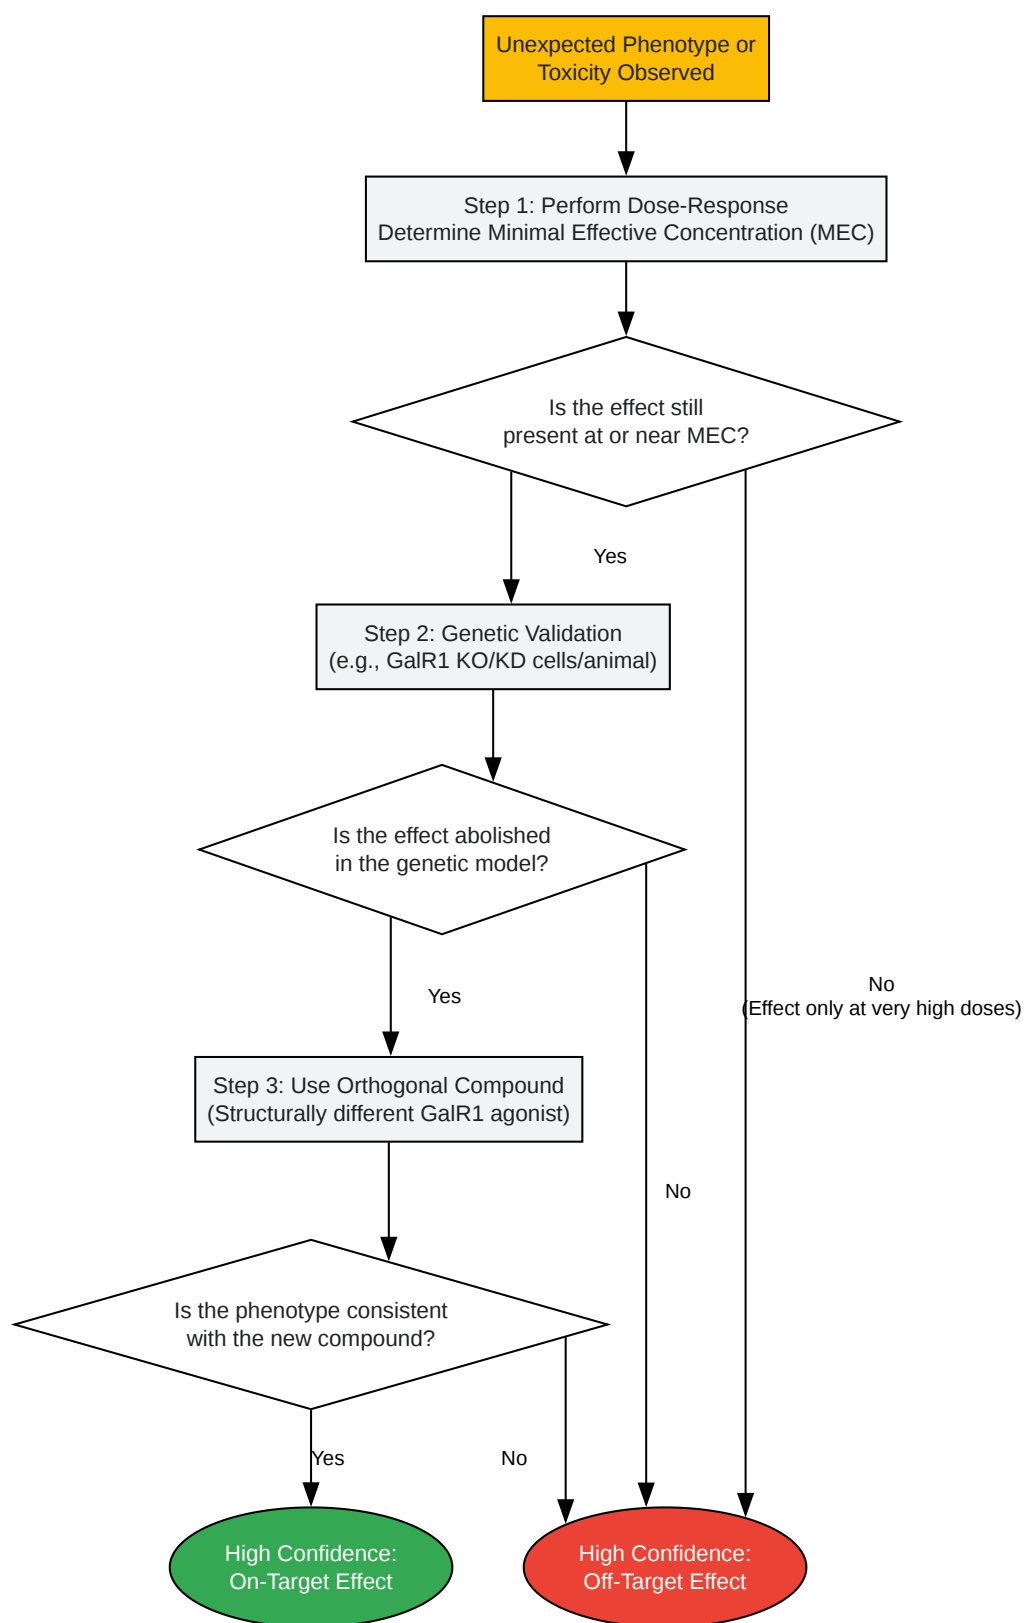 Unexpected Phenotype or
Toxicity Observed
Step 1: Perform Dose-Response
Determine Minimal Effective Concentration (MEC)
Is the effect still
present at or near MEC?
Yes
Step 2: Genetic Validation
(e.g., GalR1 KO/KD cells/animal)
Is the effect abolished
in the genetic model?
No
(Effect only at very high doses)
Yes
Step 3: Use Orthogonal Compound
(Structurally different GalR1 agonist)
No
Is the phenotype consistent
with the new compound?
Yes
No
High Confidence:
On-Target Effect
High Confidence:
Off-Target Effect